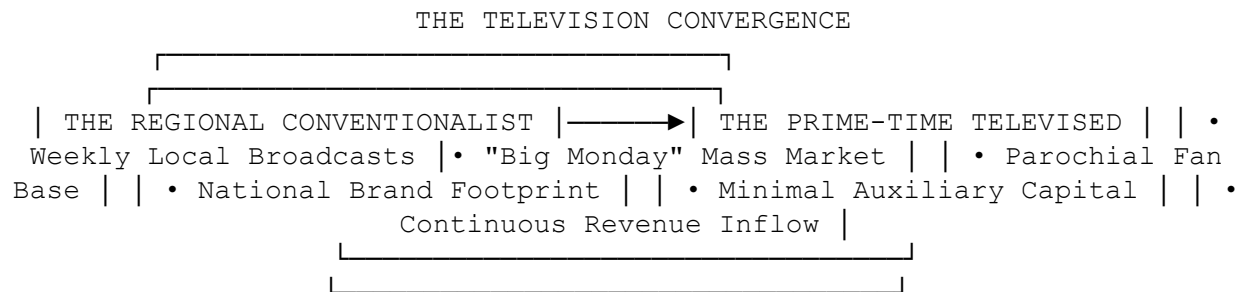 THE TELEVISION CONVERGENCE
│ THE REGIONAL CONVENTIONALIST │──────►│ THE PRIME-TIME TELEVISED │ │ •
Weekly Local Broadcasts │• "Big Monday" Mass Market │ │ • Parochial Fan
Base │ │ • National Brand Footprint │ │ • Minimal Auxiliary Capital │ │ •
Continuous Revenue Inflow │